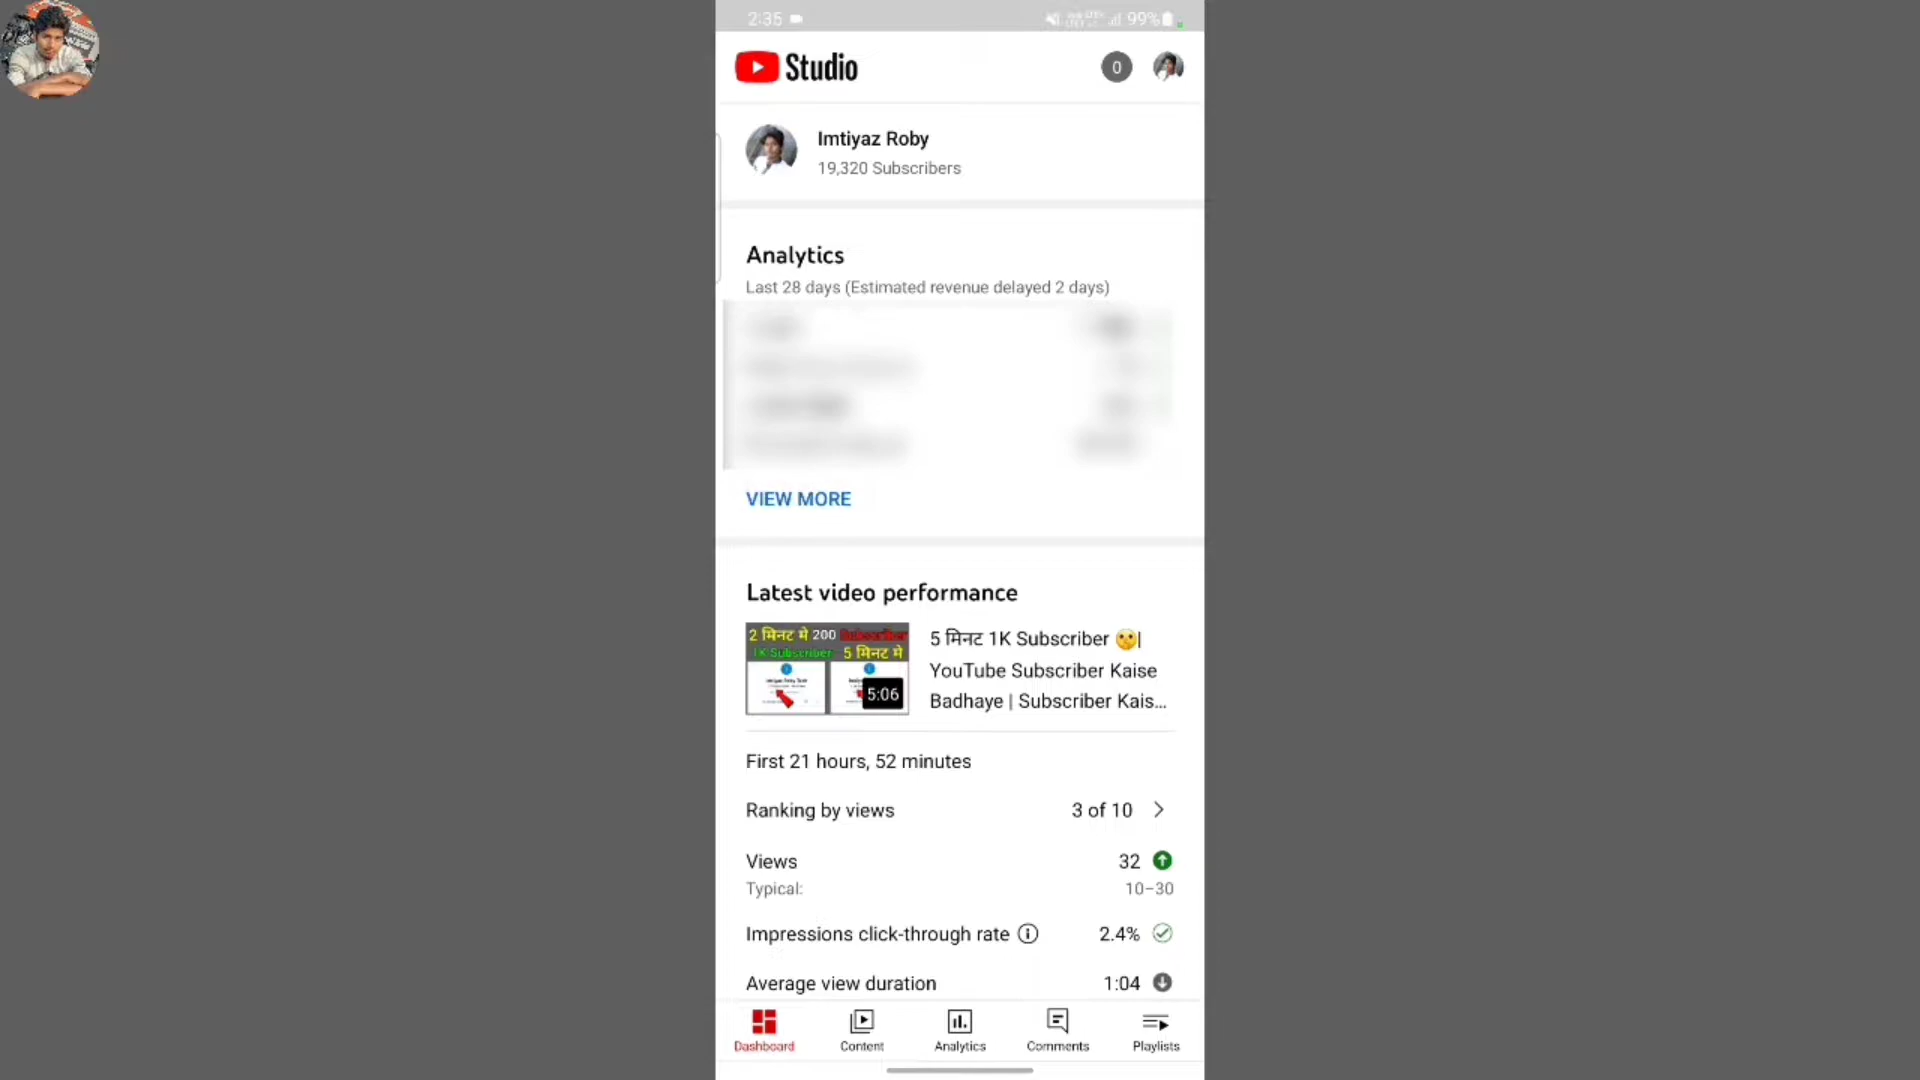 2:35
99%
Studio
0
Imtiyaz Roby
19,320 Subscribers
Analytics
Last 28 days (Estimated revenue delayed 2 days)
VIEW MORE
Latest video performance
2 मिनट मे 200 Subscriber
1K Subscriber 5 मिनट मे
5:06
5 मिनट 1K Subscriber 🤫|
YouTube Subscriber Kaise
Badhaye | Subscriber Kais...
First 21 hours, 52 minutes
Ranking by views 3 of 10
Views 32
Typical: 10–30
Impressions click-through rate 2.4%
Average view duration 1:04
Dashboard Content Analytics Comments Playlists